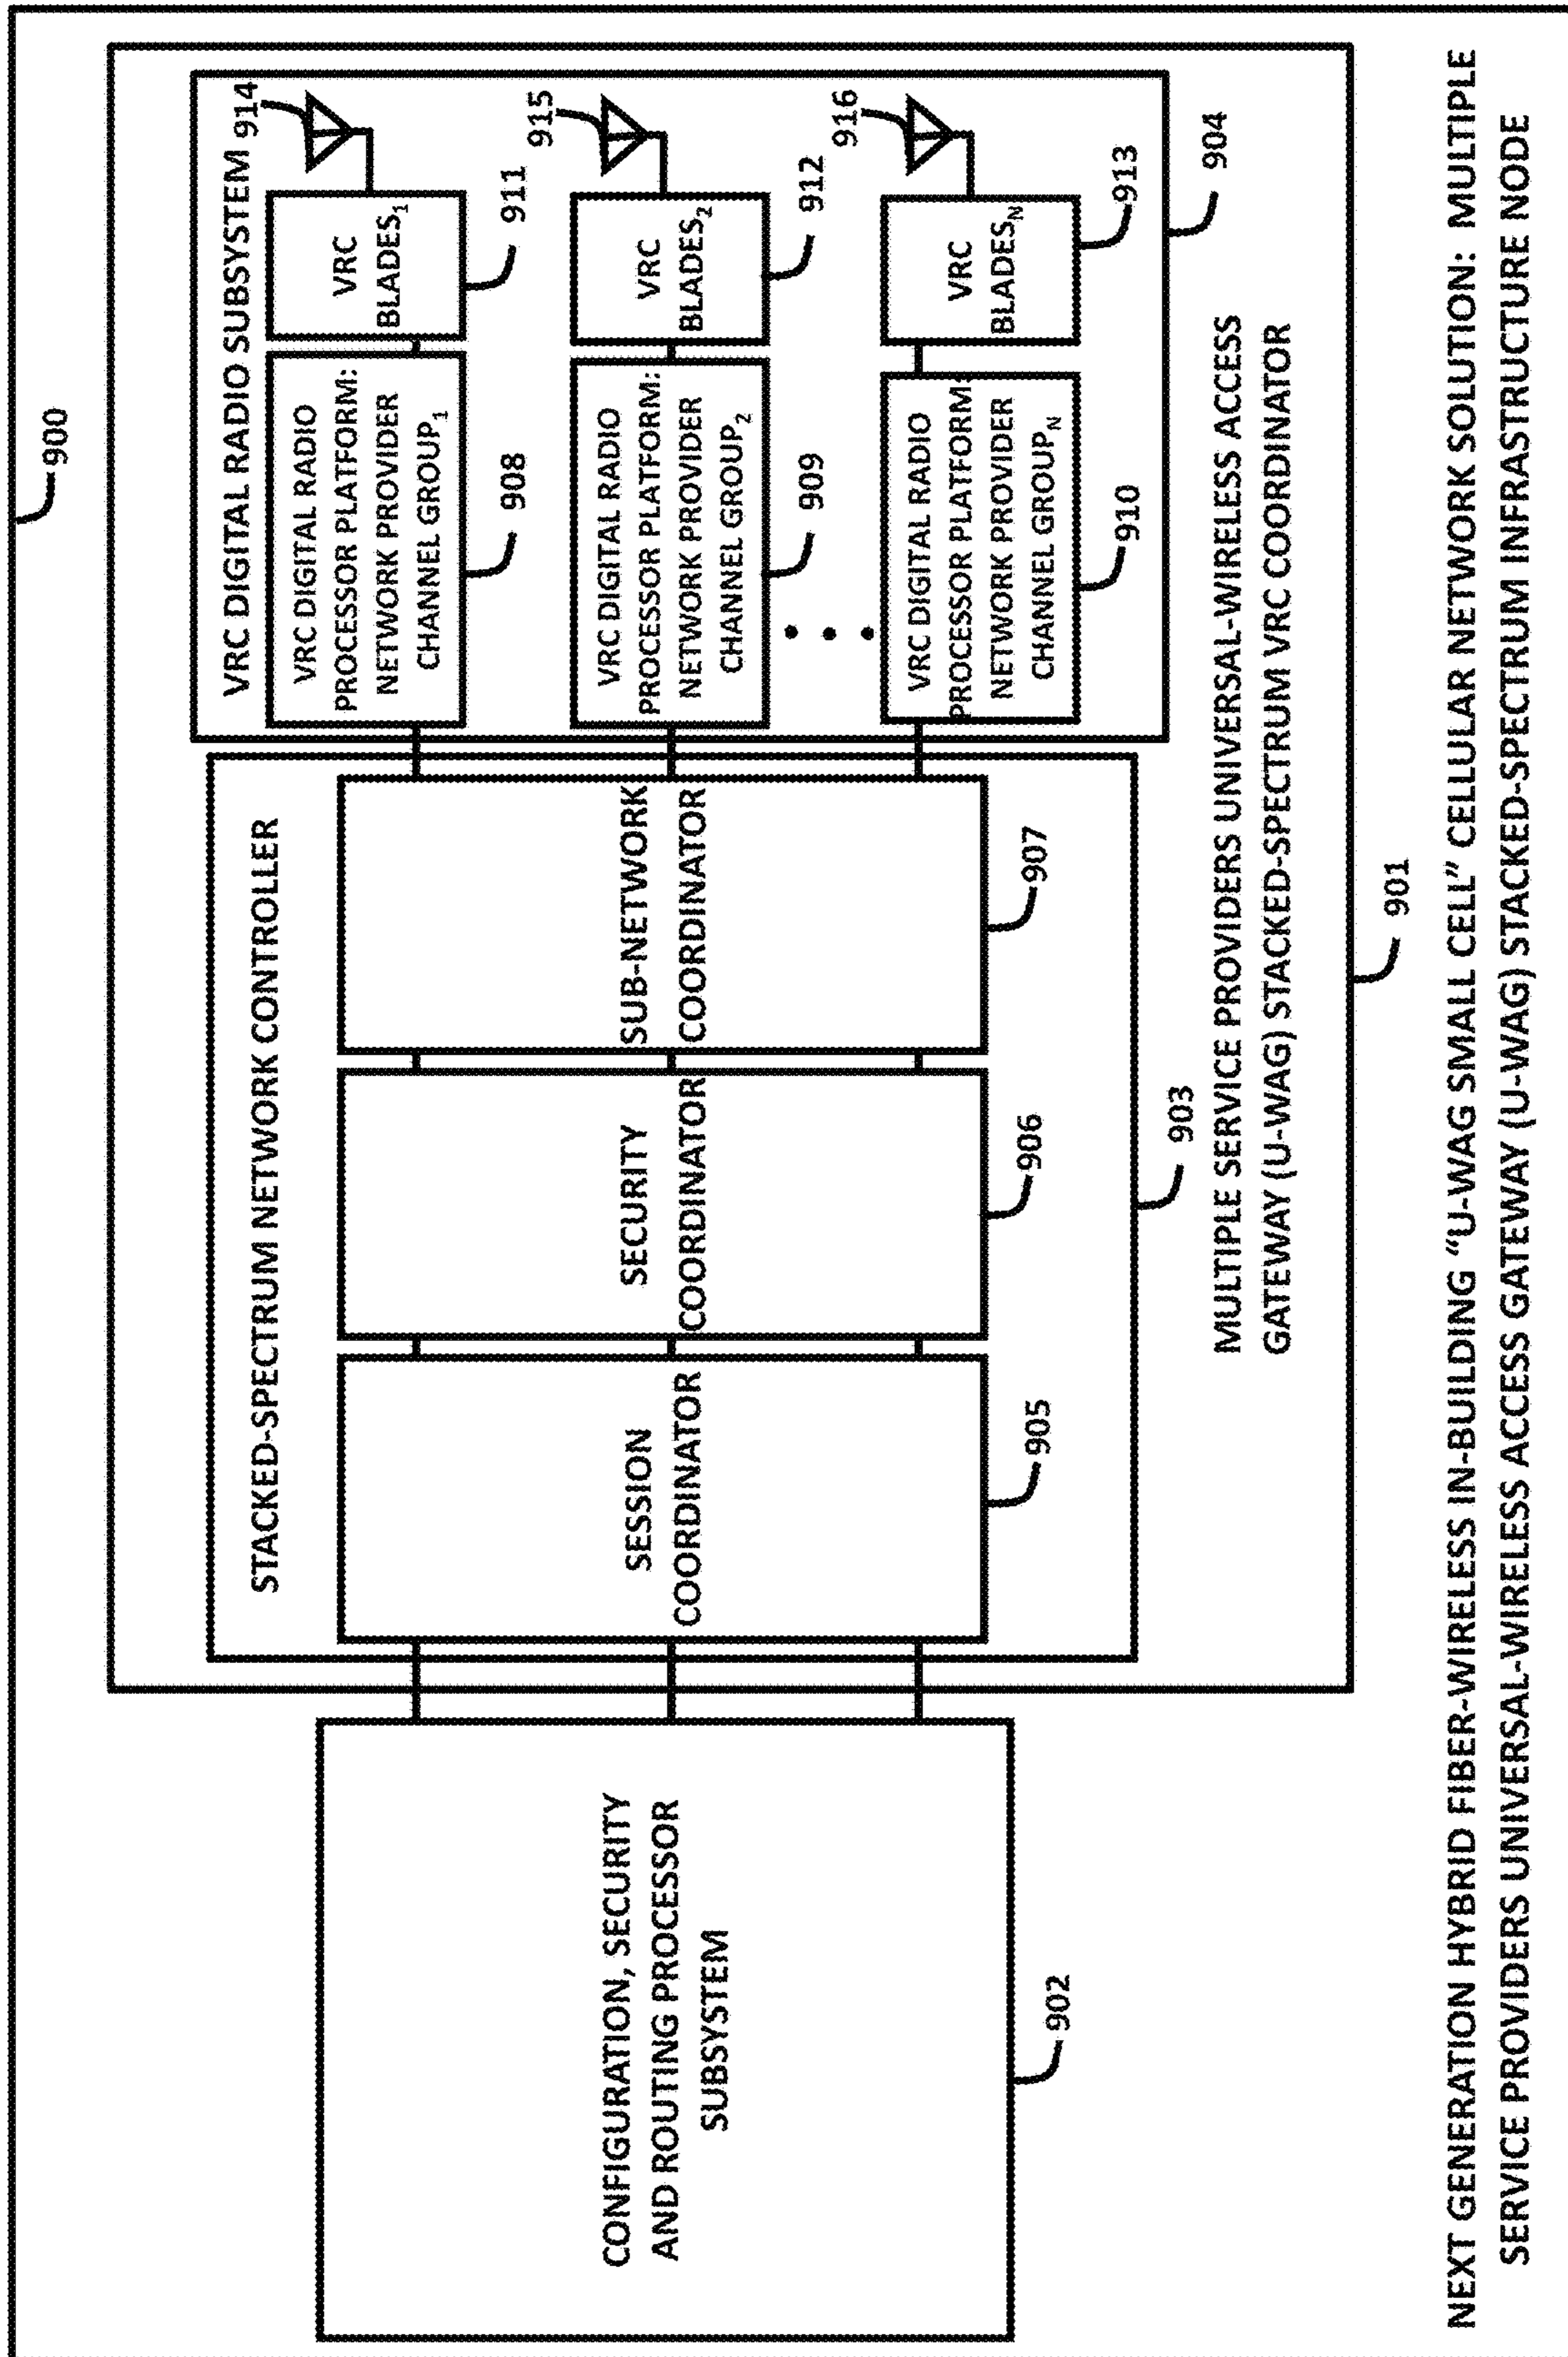 900
VRC DIGITAL RADIO SUBSYSTEM
914
STACKED-SPECTRUM NETWORK CONTROLLER
VRC DIGITAL RADIO
PROCESSOR PLATFORM:
NETWORK PROVIDER
CHANNEL GROUP1
908
VRC
BLADES1
911
915
VRC DIGITAL RADIO
PROCESSOR PLATFORM:
NETWORK PROVIDER
CHANNEL GROUP2
909
VRC
BLADES2
912
916
VRC DIGITAL RADIO
PROCESSOR PLATFORM:
NETWORK PROVIDER
CHANNEL GROUPN
910
VRC
BLADESN
913
904
CONFIGURATION, SECURITY
AND ROUTING PROCESSOR
SUBSYSTEM
902
SESSION
COORDINATOR
905
SECURITY
COORDINATOR
906
SUB-NETWORK
COORDINATOR
907
903
MULTIPLE SERVICE PROVIDERS UNIVERSAL-WIRELESS ACCESS
GATEWAY (U-WAG) STACKED-SPECTRUM VRC COORDINATOR
901
NEXT GENERATION HYBRID FIBER-WIRELESS IN-BUILDING “U-WAG SMALL CELL” CELLULAR NETWORK SOLUTION: MULTIPLE
SERVICE PROVIDERS UNIVERSAL-WIRELESS ACCESS GATEWAY (U-WAG) STACKED-SPECTRUM INFRASTRUCTURE NODE